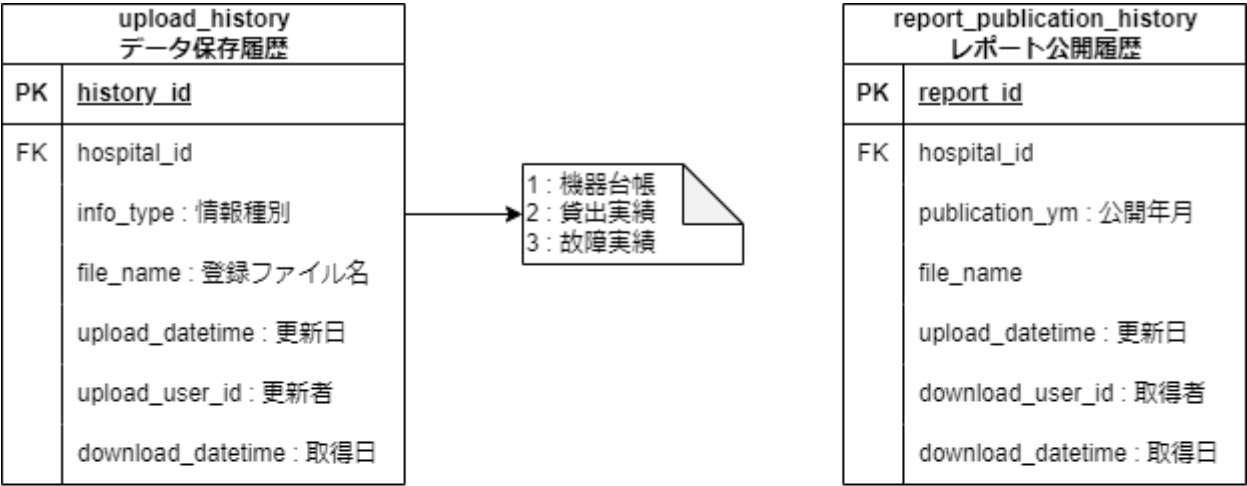 upload_history
データ保存履歴
PK history_id
FK hospital_id
info_type : 情報種別
file_name : 登録ファイル名
upload_datetime : 更新日
upload_user_id : 更新者
download_datetime : 取得日
1 : 機器台帳
2 : 貸出実績
3 : 故障実績
report_publication_history
レポート公開履歴
PK report_id
FK hospital_id
publication_ym : 公開年月
file_name
upload_datetime : 更新日
download_user_id : 取得者
download_datetime : 取得日